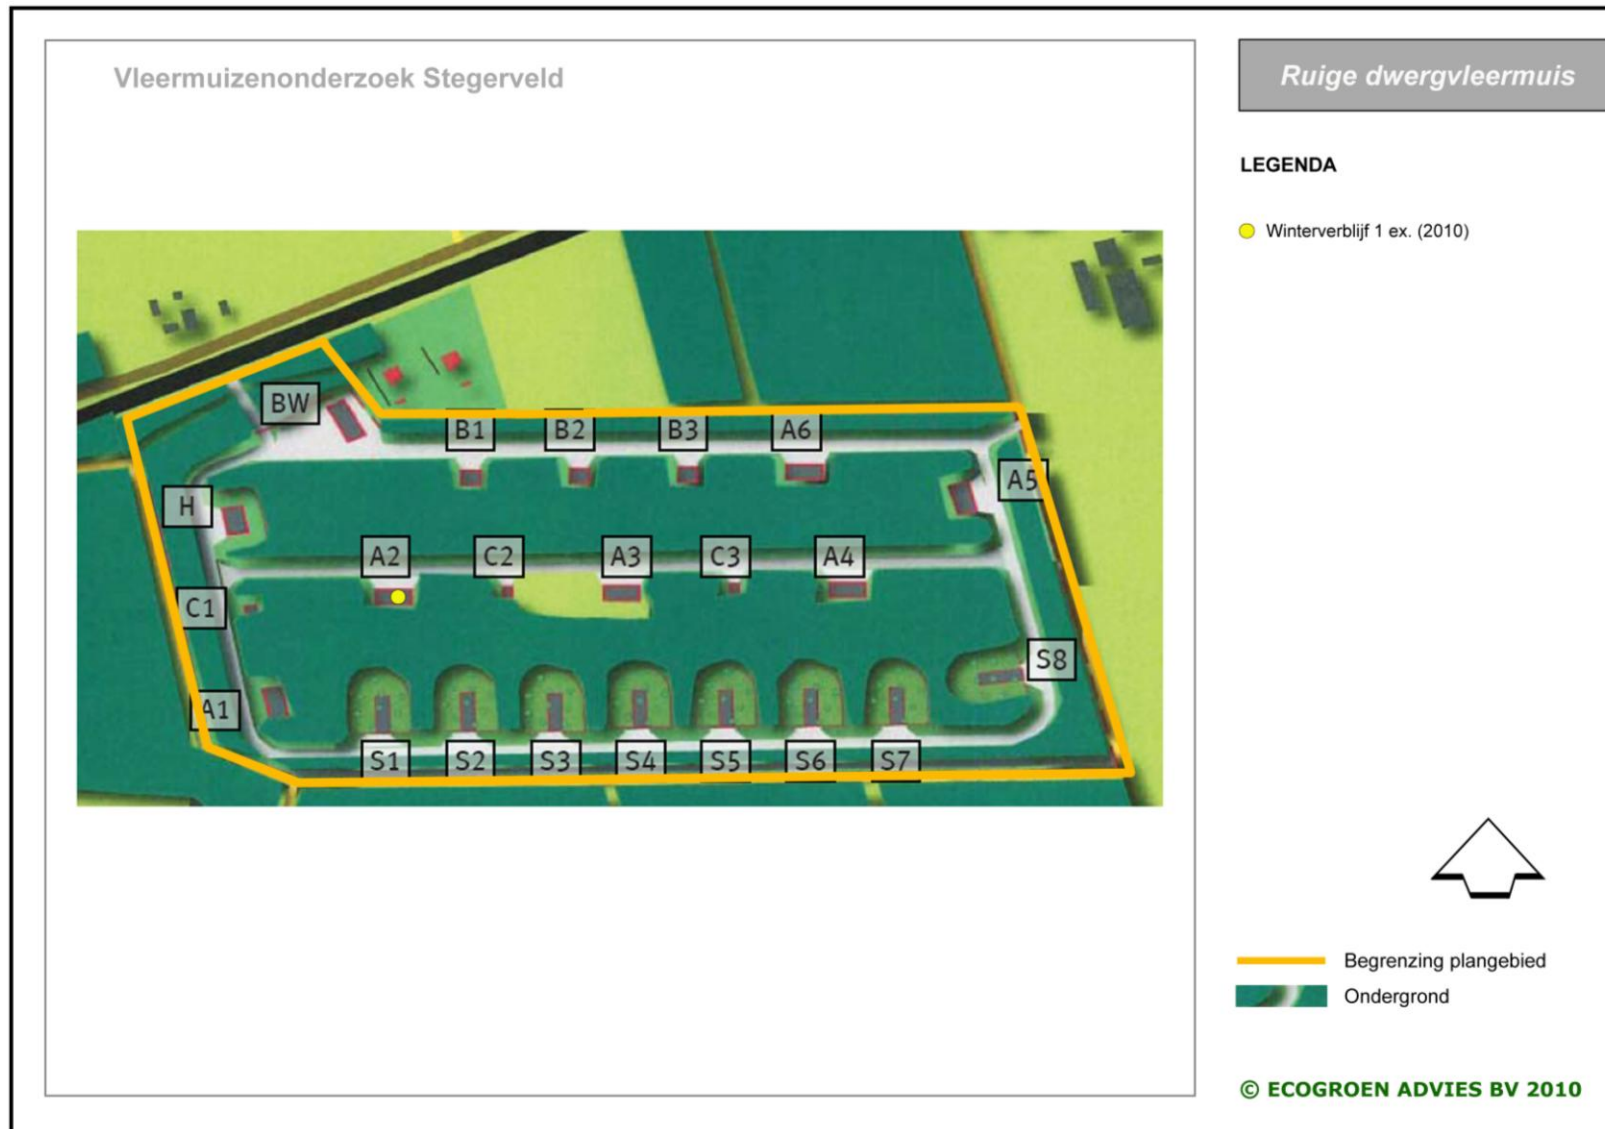 Vleermuizenonderzoek Stegerveld
Ruige dwergvleermuis
LEGENDA
Winterverblijf 1 ex. (2010)
BW
B1 B2 B3 A6
A5
H
A2 C2 A3 C3 A4
C1
S8
A1
S1 S2 S3 S4 S5 S6 S7
Begrenzing plangebied
Ondergrond
© ECOGROEN ADVIES BV 2010